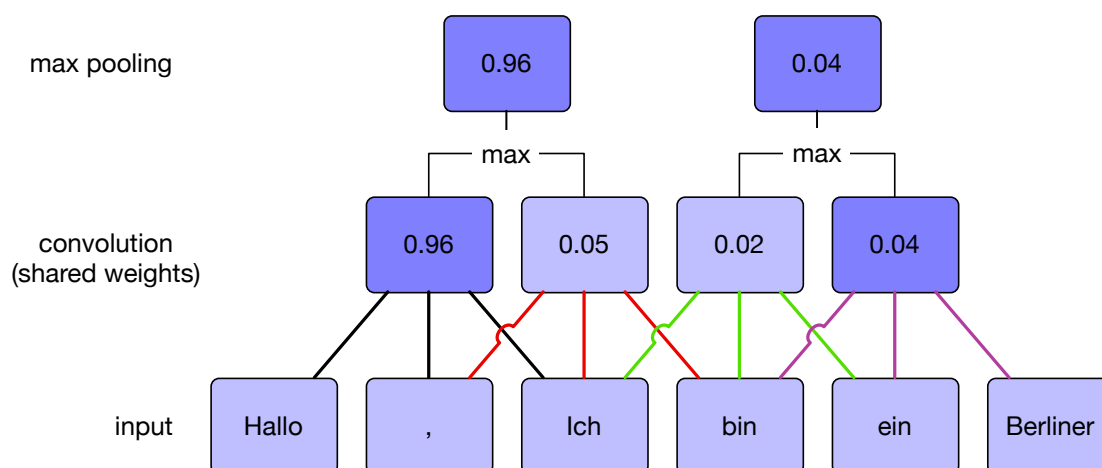 max pooling
0.96
0.04
max
max
convolution
(shared weights)
0.96
0.05
0.02
0.04
input
Hallo
,
Ich
bin
ein
Berliner